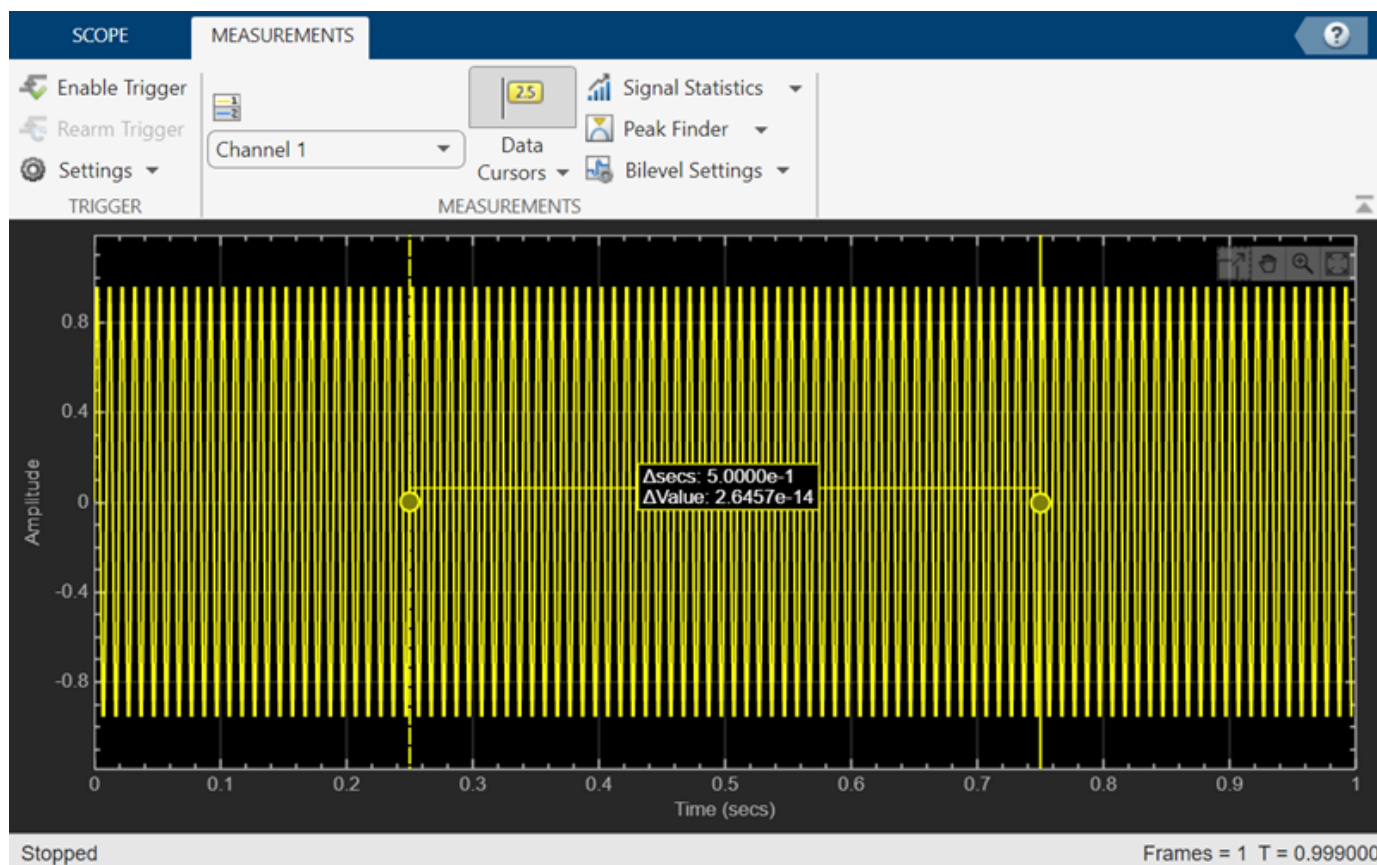 SCOPE MEASUREMENTS ?
Enable Trigger
Rearm Trigger
Settings
TRIGGER
1
2
Channel 1
2.5
Data
Cursors
Signal Statistics
Peak Finder
Bilevel Settings
MEASUREMENTS
Amplitude
0.8
0.4
0
-0.4
-0.8
Δsecs: 5.0000e-1
ΔValue: 2.6457e-14
0 0.1 0.2 0.3 0.4 0.5 0.6 0.7 0.8 0.9 1
Time (secs)
Stopped Frames = 1 T = 0.999000